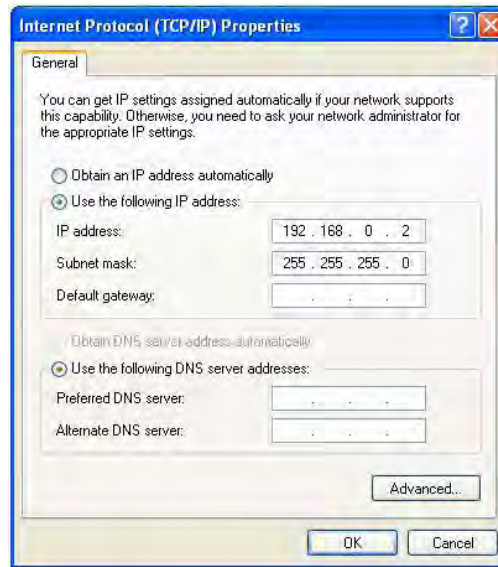 Internet Protocol (TCP/IP) Properties
General
You can get IP settings assigned automatically if your network supports
this capability. Otherwise, you need to ask your network administrator for
the appropriate IP settings.
Obtain an IP address automatically
Use the following IP address:
IP address: 192 . 168 . 0 . 2
Subnet mask: 255 . 255 . 255 . 0
Default gateway: . . .
Obtain DNS server address automatically
Use the following DNS server addresses:
Preferred DNS server: . . .
Alternate DNS server: . . .
Advanced...
OK Cancel